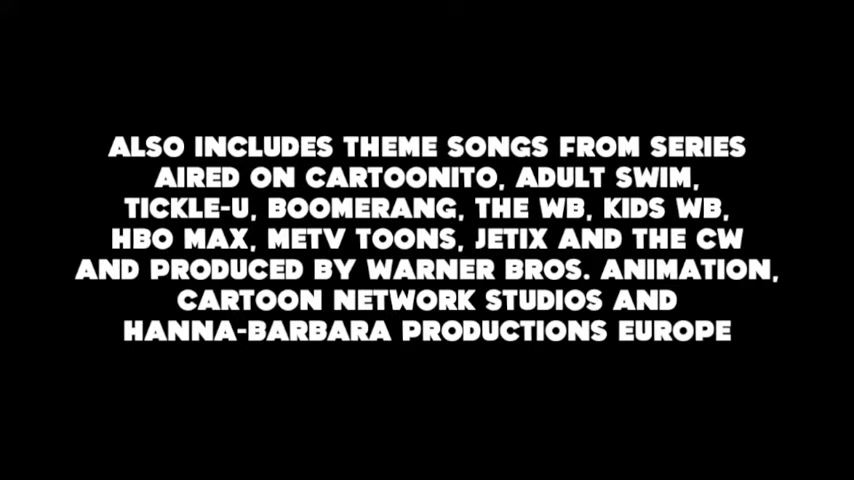 ALSO INCLUDES THEME SONGS FROM SERIES
AIRED ON CARTOONITO, ADULT SWIM,
TICKLE-U, BOOMERANG, THE WB, KIDS WB,
HBO MAX, METV TOONS, JETIX AND THE CW
AND PRODUCED BY WARNER BROS. ANIMATION,
CARTOON NETWORK STUDIOS AND
HANNA-BARBARA PRODUCTIONS EUROPE